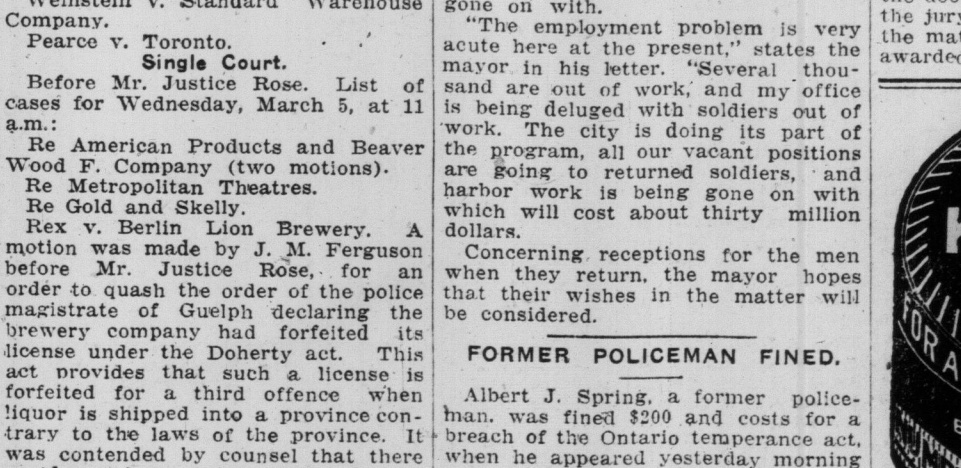 Weinstein v. Standard Warehouse
Company.
Pearce v. Toronto.
Single Court.
Before Mr. Justice Rose. List of
cases for Wednesday, March 5, at 11
a.m.:
Re American Products and Beaver
Wood F. Company (two motions).
Re Metropolitan Theatres.
Re Gold and Skelly.
Rex v. Berlin Lion Brewery. A
motion was made by J. M. Ferguson
before Mr. Justice Rose, for an
order to quash the order of the police
magistrate of Guelph declaring the
brewery company had forfeited its
license under the Doherty act. This
act provides that such a license is
forfeited for a third offence when
liquor is shipped into a province con-
trary to the laws of the province. It
was contended by counsel that there
gone on with.
"The employment problem is very
acute here at the present," states the
mayor in his letter. "Several thou-
sand are out of work, and my office
is being deluged with soldiers out of
work. The city is doing its part of
the program, all our vacant positions
are going to returned soldiers, and
harbor work is being gone on with
which will cost about thirty million
dollars.
Concerning receptions for the men
when they return, the mayor hopes
that their wishes in the matter will
be considered.
FORMER POLICEMAN FINED.
Albert J. Spring, a former police-
man, was fined $200 and costs for a
breach of the Ontario temperance act,
when he appeared yesterday morning
the jury
the mat
awarded
K
FOR A